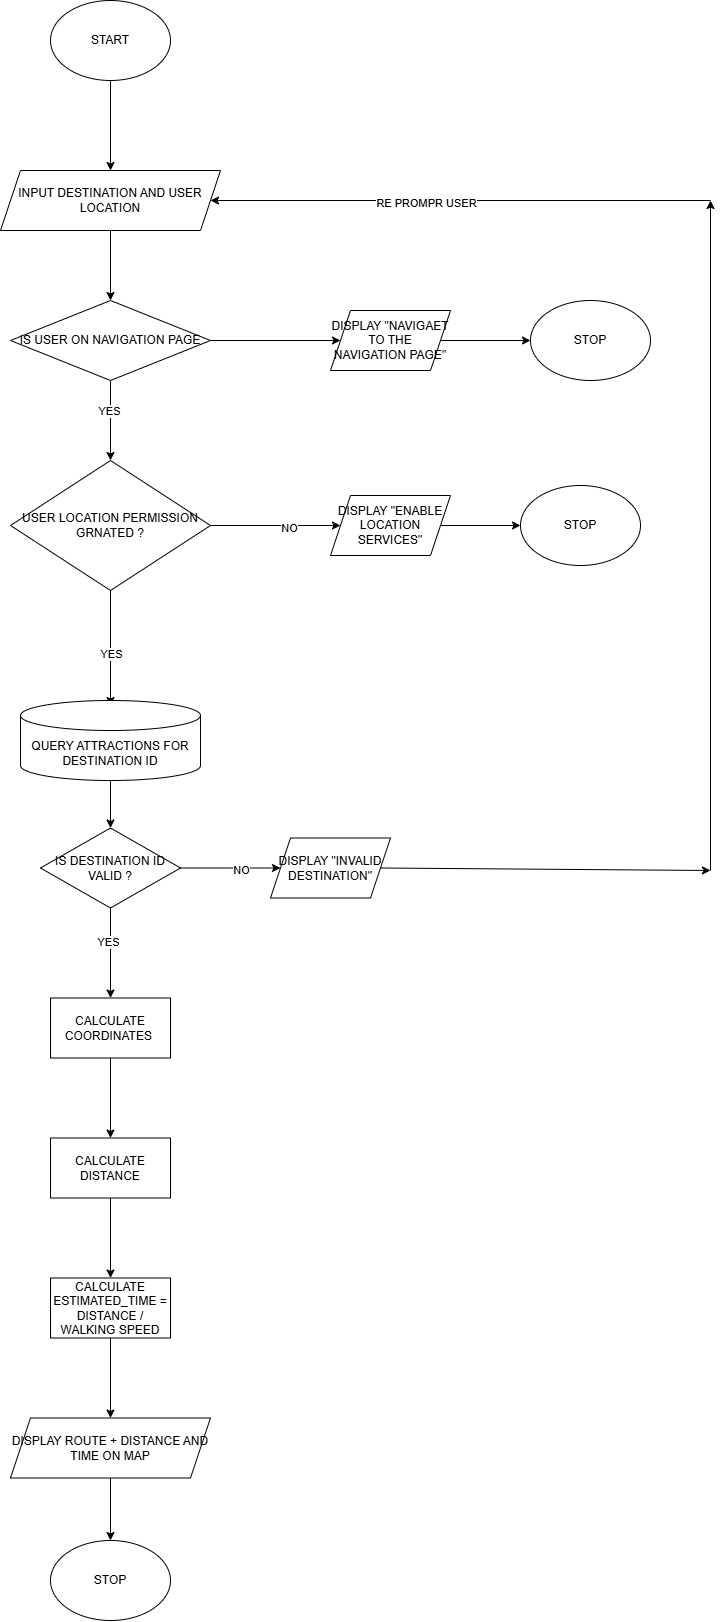 START
INPUT DESTINATION AND USER
LOCATION
RE PROMPR USER
IS USER ON NAVIGATION PAGE
DISPLAY "NAVIGAET
TO THE
NAVIGATION PAGE"
STOP
YES
USER LOCATION PERMISSION
GRNATED ?
NO
DISPLAY "ENABLE
LOCATION
SERVICES"
STOP
YES
QUERY ATTRACTIONS FOR
DESTINATION ID
IS DESTINATION ID
VALID ?
NO
DISPLAY "INVALID
DESTINATION"
YES
CALCULATE
COORDINATES
CALCULATE
DISTANCE
CALCULATE
ESTIMATED_TIME =
DISTANCE /
WALKING SPEED
DISPLAY ROUTE + DISTANCE AND
TIME ON MAP
STOP